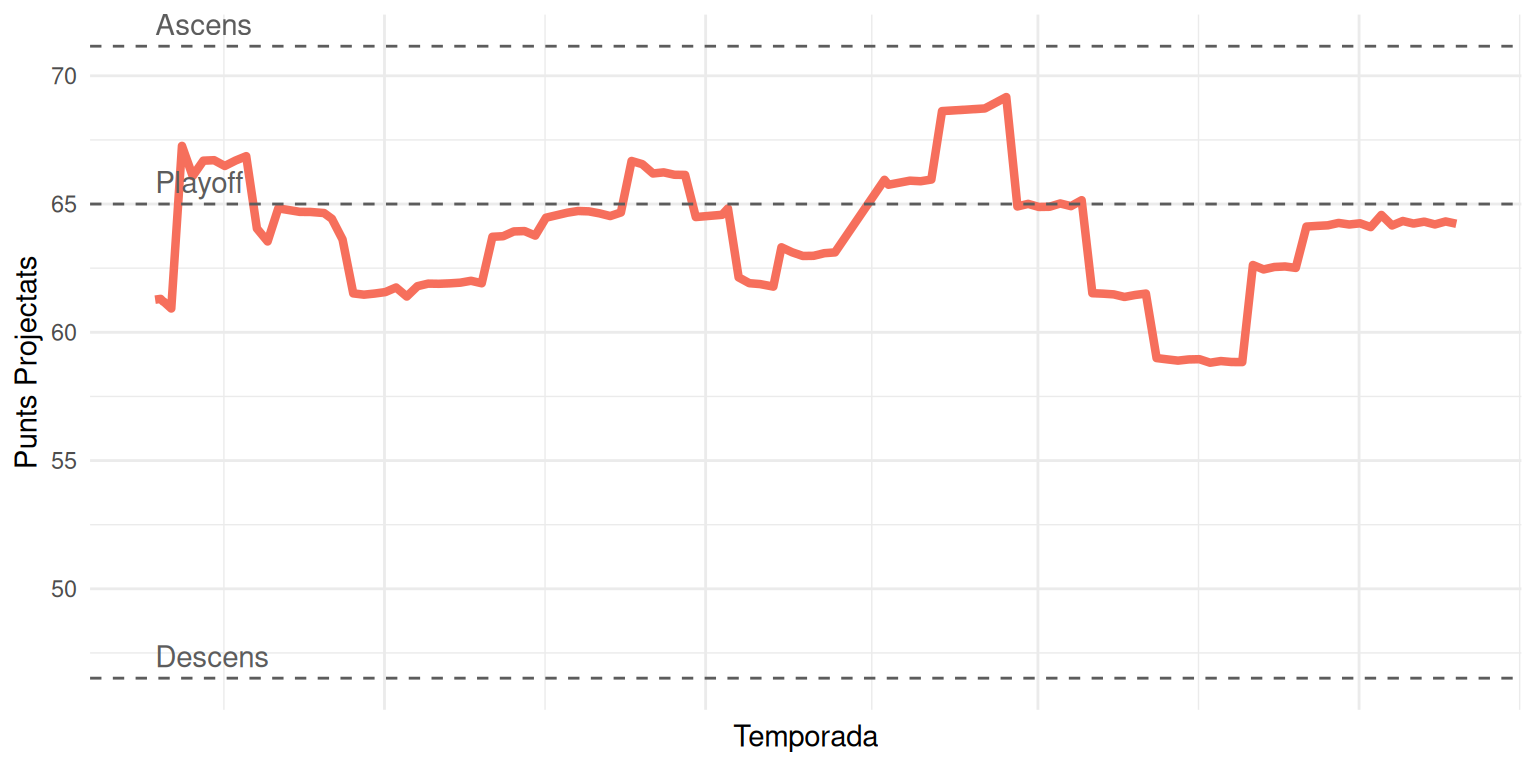 Ascens
70
Playoff
65
60
55
50
Descens
Punts Projectats
Temporada